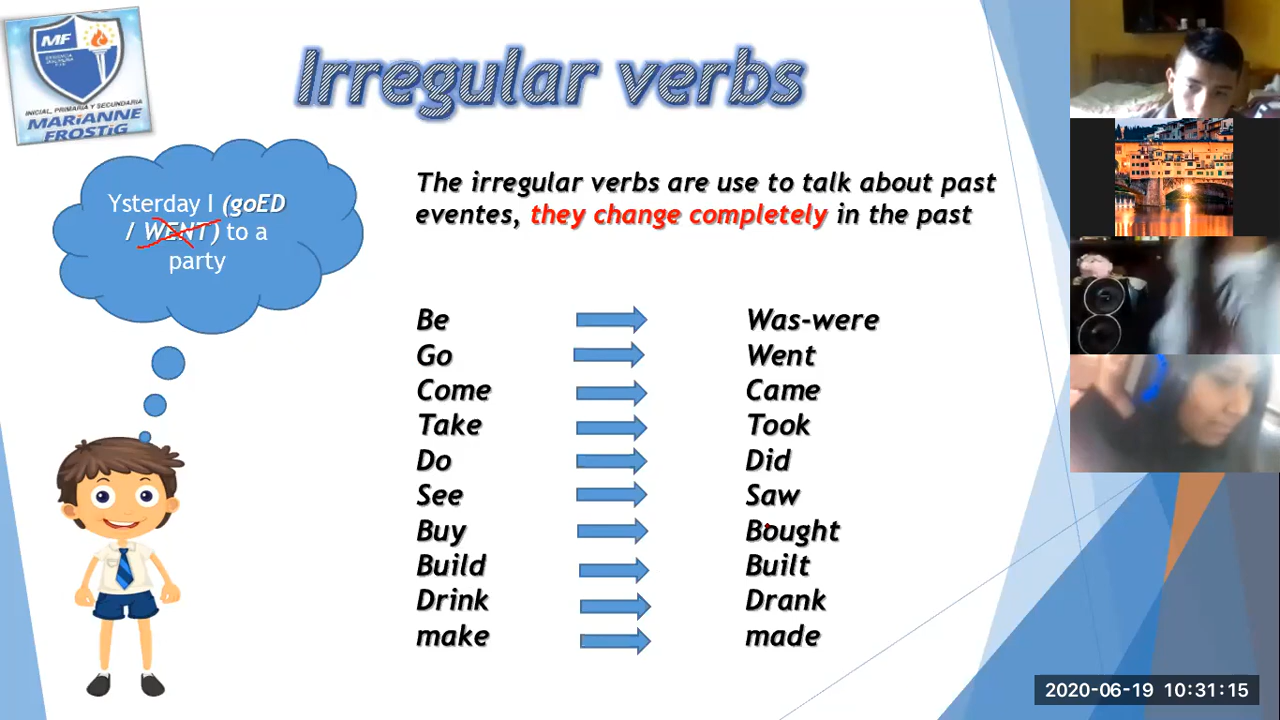 MF
INICIAL, PRIMARIA Y SECUNDARIA
MARIANNE
FROSTIG
Irregular verbs
Ysterday I (goED
/ WENT) to a
party
The irregular verbs are use to talk about past
eventes, they change completely in the past
Be Was-were
Go Went
Come Came
Take Took
Do Did
See Saw
Buy Bought
Build Built
Drink Drank
make made
2020-06-19 10:31:15